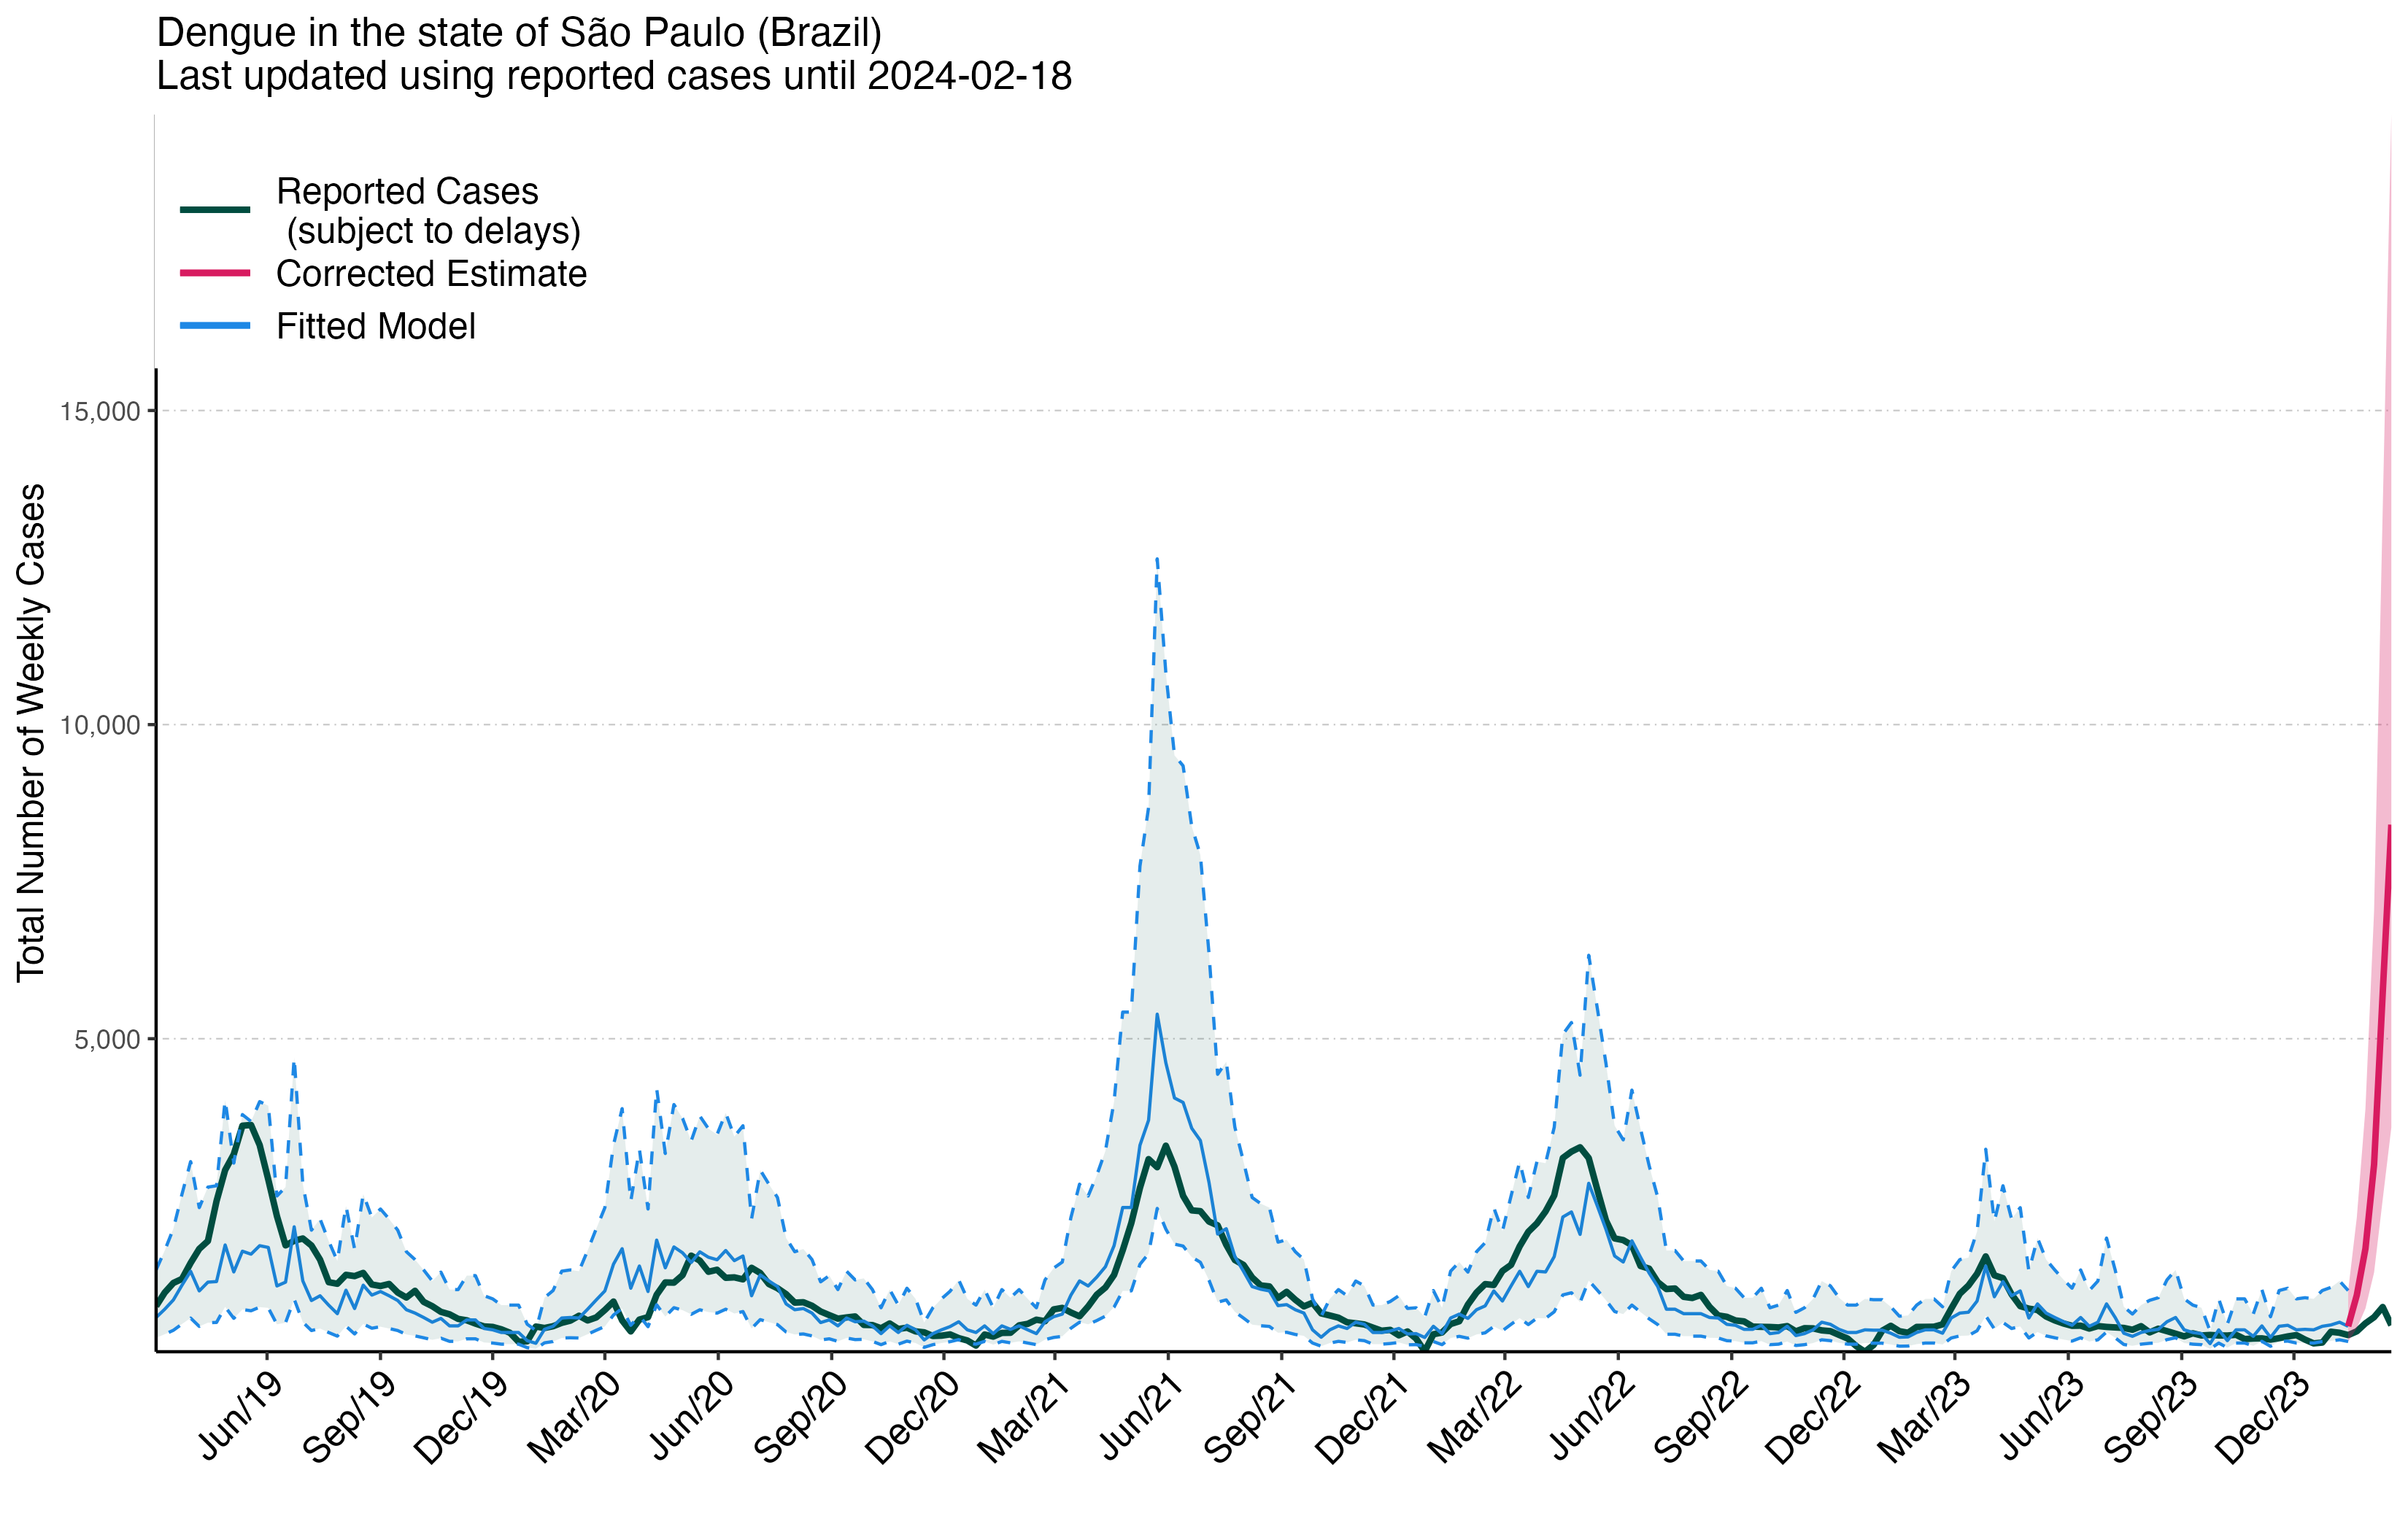 Dengue in the state of São Paulo (Brazil)
Last updated using reported cases until 2024-02-18
Reported Cases
(subject to delays)
Corrected Estimate
Fitted Model
Total Number of Weekly Cases
15,000
10,000
5,000
Jun/19
Sep/19
Dec/19
Mar/20
Jun/20
Sep/20
Dec/20
Mar/21
Jun/21
Sep/21
Dec/21
Mar/22
Jun/22
Sep/22
Dec/22
Mar/23
Jun/23
Sep/23
Dec/23